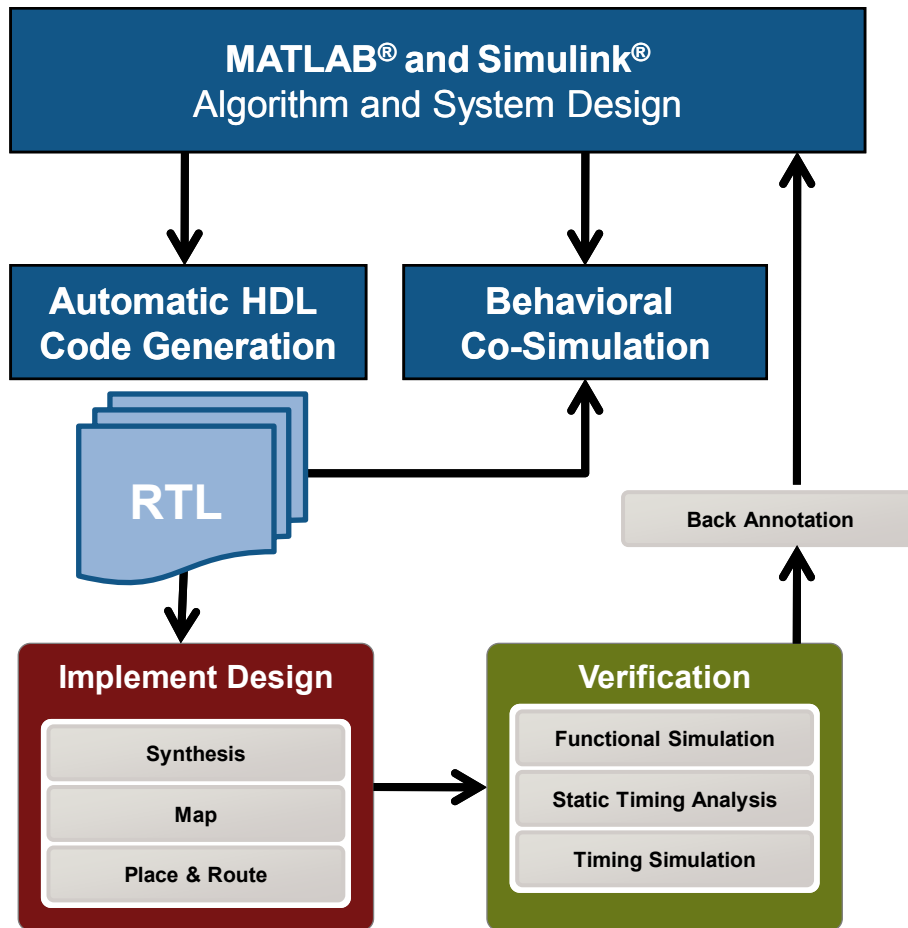 MATLAB® and Simulink®
Algorithm and System Design
Automatic HDL
Code Generation
Behavioral
Co-Simulation
RTL
Back Annotation
Implement Design
Synthesis
Map
Place & Route
Verification
Functional Simulation
Static Timing Analysis
Timing Simulation